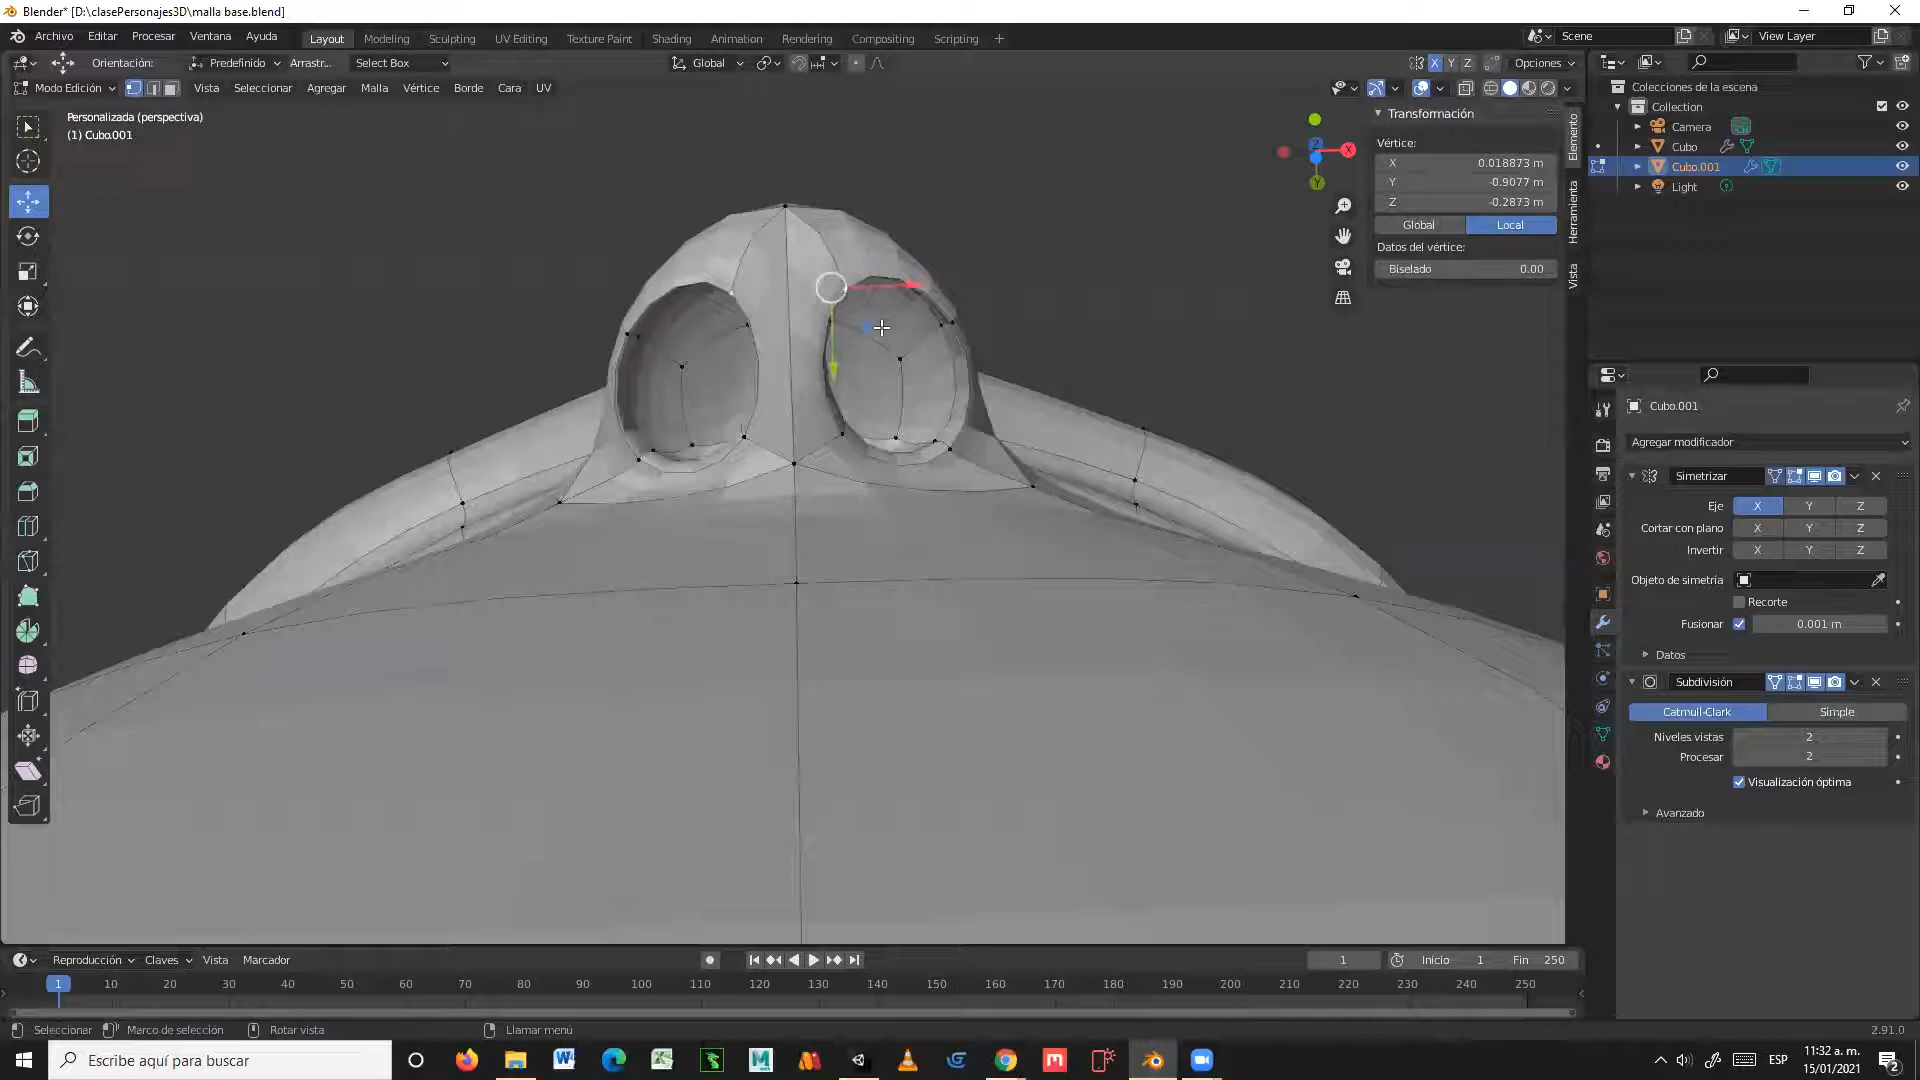 Blender* [D:\clasePersonajes3D\malla base.blend]
Archivo Editar Procesar Ventana Ayuda Layout Modeling Sculpting UV Editing Texture Paint Shading Animation Rendering Compositing Scripting + Scene View Layer
Orientación: Predefinido Arrastr... Select Box Global X Y Z Opciones
Modo Edición Vista Seleccionar Agregar Malla Vértice Borde Cara UV
Personalizada (perspectiva)
(1) Cubo.001
Z X Y
Transformación
Vértice:
X 0.018873 m
Y -0.9077 m
Z -0.2873 m
Global Local
Datos del vértice:
Biselado 0.00
Elemento
Herramienta
Vista
Colecciones de la escena
Collection
Camera
Cubo
Cubo.001
Light
Cubo.001
Agregar modificador
Simetrizar
Eje X Y Z
Cortar con plano X Y Z
Invertir X Y Z
Objeto de simetría
Recorte
Fusionar 0.001 m
Datos
Subdivisión
Catmull-Clark Simple
Niveles vistas 2
Procesar 2
Visualización óptima
Avanzado
Reproducción Claves Vista Marcador 1 Inicio 1 Fin 250
1 10 20 30 40 50 60 70 80 90 100 110 120 130 140 150 160 170 180 190 200 210 220 230 240 250
Seleccionar Marco de selección Rotar vista Llamar menú 2.91.0
Escribe aquí para buscar
ESP
11:32 a. m.
15/01/2021
2